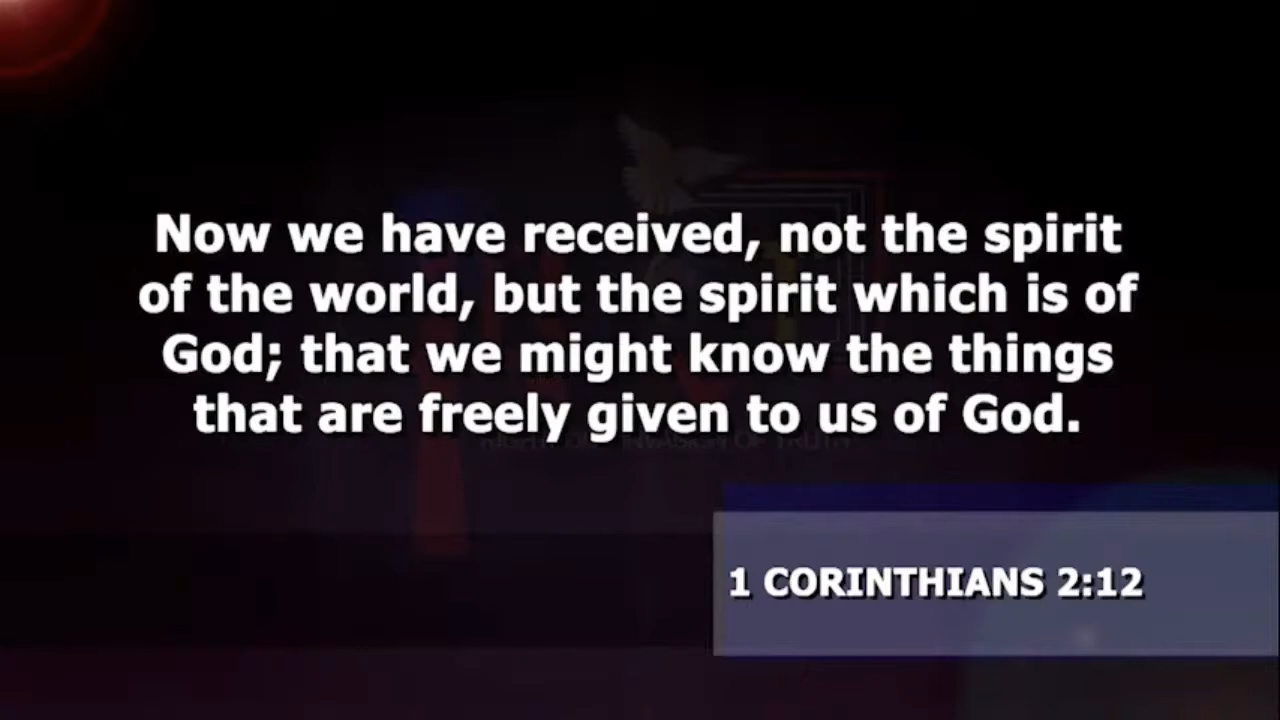 Now we have received, not the spirit
of the world, but the spirit which is of
God; that we might know the things
that are freely given to us of God.
1 CORINTHIANS 2:12